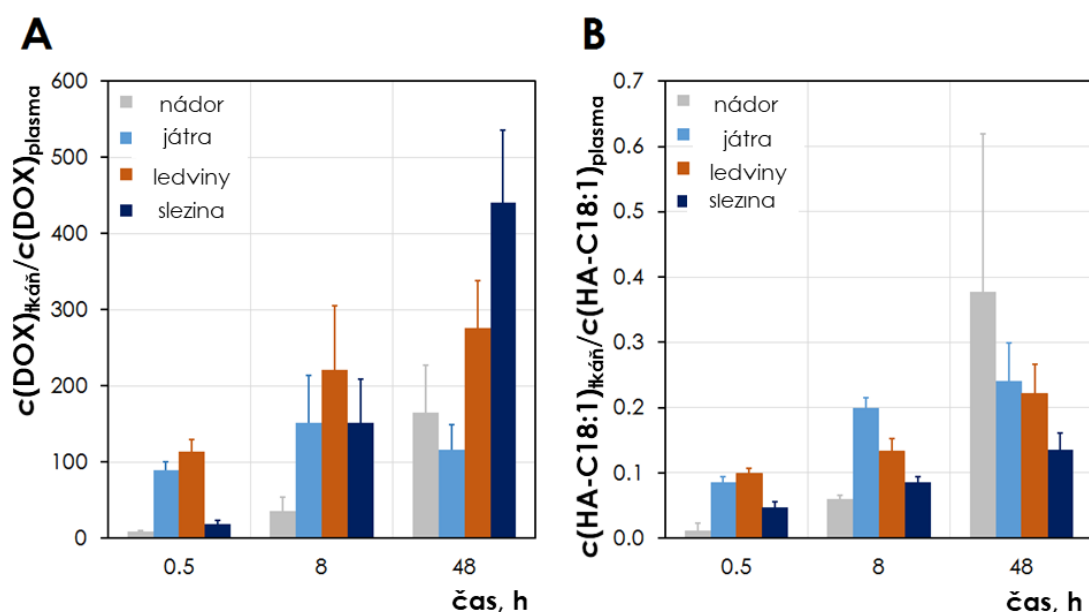 A
c(DOX)tkáň/c(DOX)plasma
600
500
400
300
200
100
0
nádor
játra
ledviny
slezina
0.5 8 48
čas, h
B
c(HA-C18:1)tkáň/c(HA-C18:1)plasma
0.7
0.6
0.5
0.4
0.3
0.2
0.1
0.0
nádor
játra
ledviny
slezina
0.5 8 48
čas, h